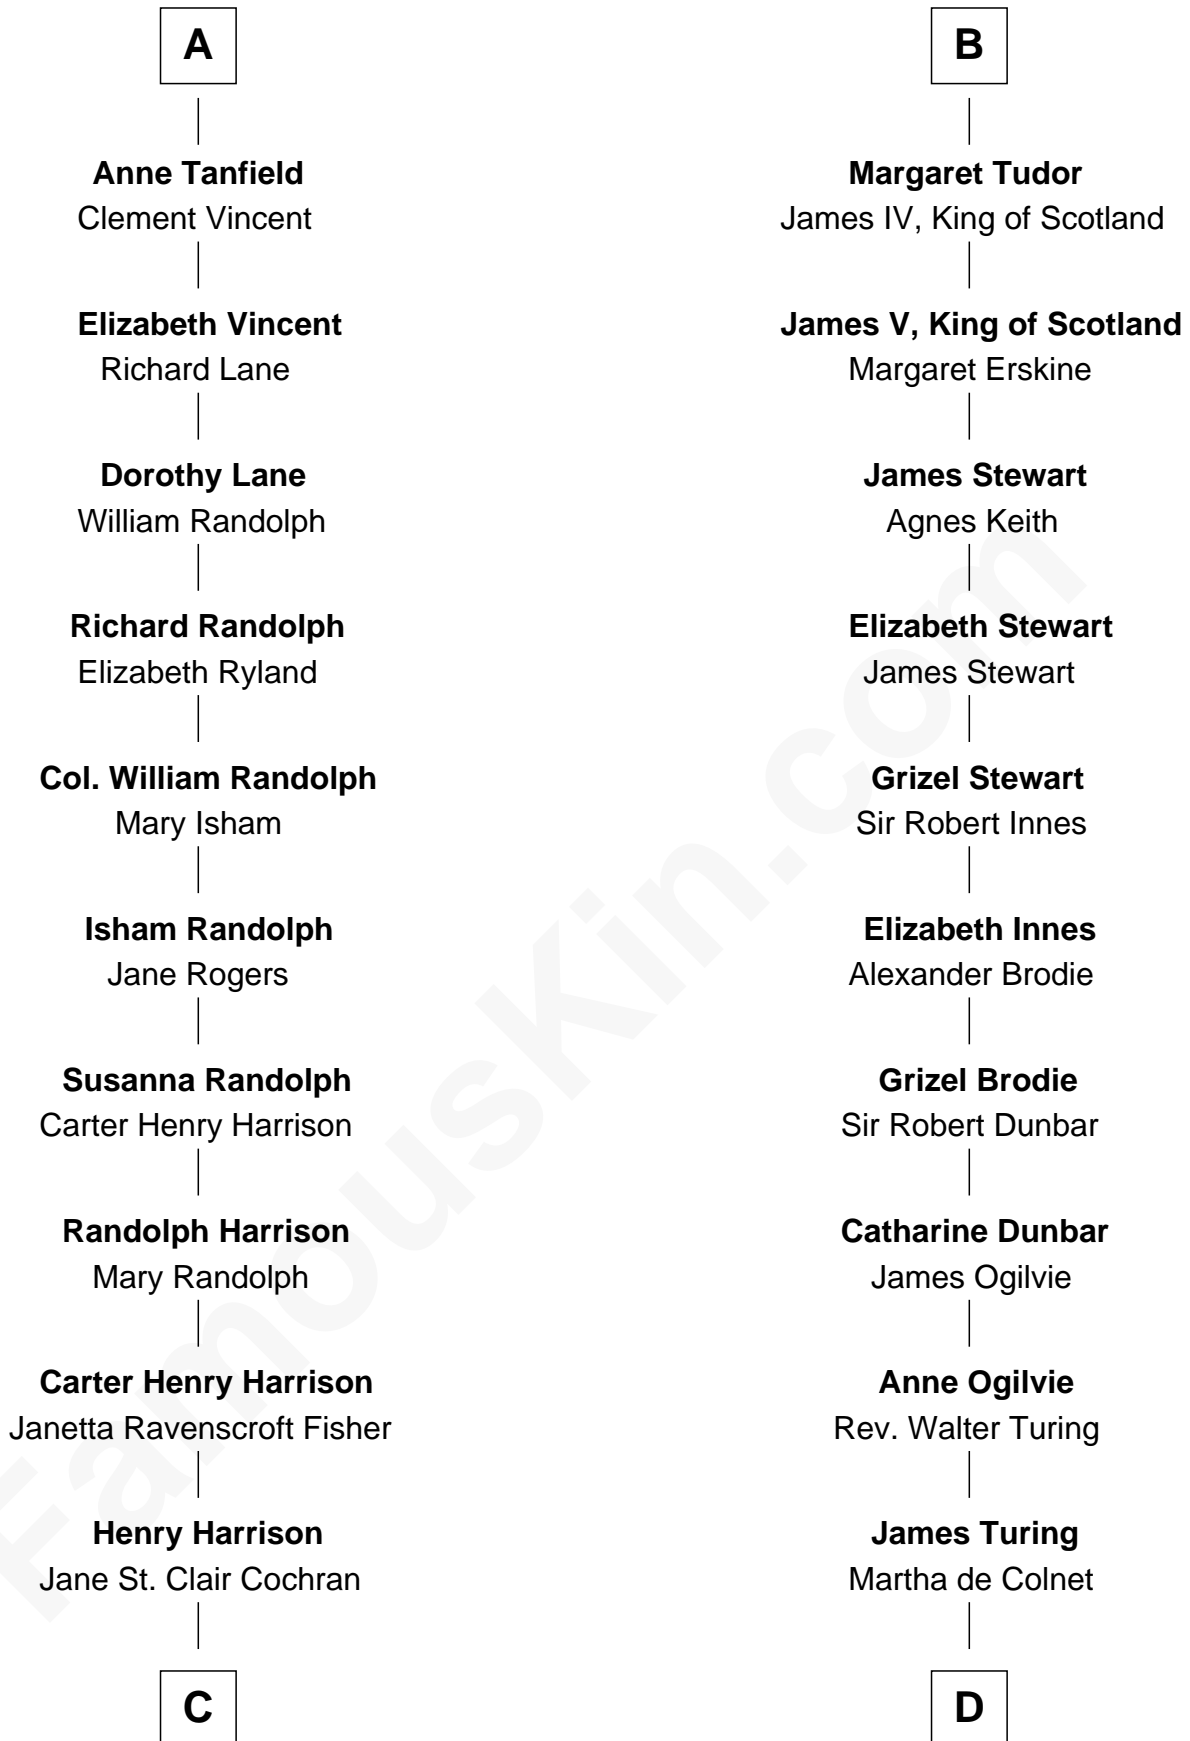 A
Anne Tanfield
Clement Vincent
Elizabeth Vincent
Richard Lane
Dorothy Lane
William Randolph
Richard Randolph
Elizabeth Ryland
Col. William Randolph
Mary Isham
Isham Randolph
Jane Rogers
Susanna Randolph
Carter Henry Harrison
Randolph Harrison
Mary Randolph
Carter Henry Harrison
Janetta Ravenscroft Fisher
Henry Harrison
Jane St. Clair Cochran
C
B
Margaret Tudor
James IV, King of Scotland
James V, King of Scotland
Margaret Erskine
James Stewart
Agnes Keith
Elizabeth Stewart
James Stewart
Grizel Stewart
Sir Robert Innes
Elizabeth Innes
Alexander Brodie
Grizel Brodie
Sir Robert Dunbar
Catharine Dunbar
James Ogilvie
Anne Ogilvie
Rev. Walter Turing
James Turing
Martha de Colnet
D
FamousKin.com